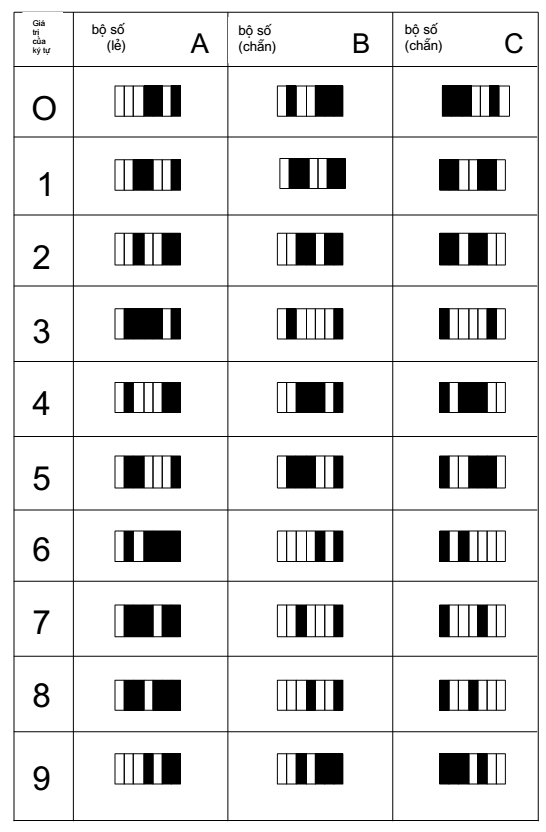 Giá
trị
của
ký tự
bộ số
(lẻ)
A
bộ số
(chẵn)
B
bộ số
(chẵn)
C
O
1
2
3
4
5
6
7
8
9